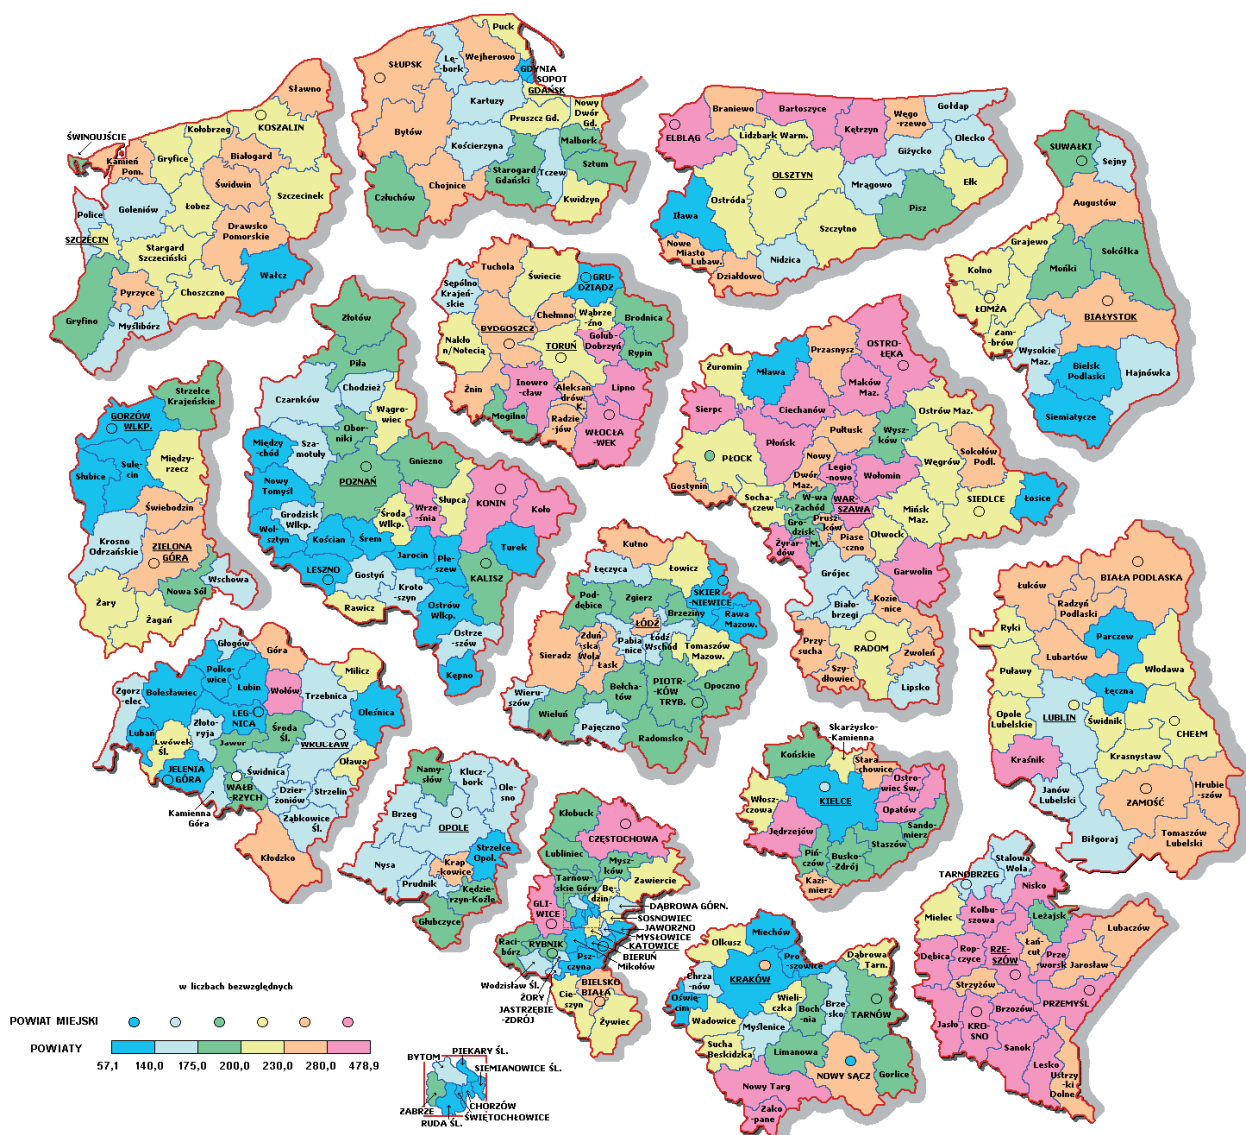 Puck
Wejherowo
Lę-
-bork
SŁUPSK
GDYNIA
SOPOT
GDAŃSK
Kartuzy
Pruszcz Gd.
Nowy
Dwór
Gd.
Bytów
Kościerzyna
Malbork
Sztum
Starogard
Gdański
Tczew
Człuchów
Chojnice
Kwidzyn
Sławno
KOSZALIN
Kołobrzeg
ŚWINOUJŚCIE
Kamień
Pom.
Gryfice
Białogard
Świdwin
Szczecinek
Goleniów
Łobez
Police
SZCZECIN
Stargard
Szczeciński
Drawsko
Pomorskie
Wałcz
Pyrzyce
Choszczno
Gryfino
Myślibórz
ELBLĄG
Braniewo
Bartoszyce
Węgo-
-rzewo
Gołdap
Lidzbark Warm.
Kętrzyn
Olecko
Giżycko
OLSZTYN
Mrągowo
Ełk
Iława
Ostróda
Pisz
Szczytno
Nowe
Miasto
Lubaw.
Nidzica
Działdowo
SUWAŁKI
Sejny
Augustów
Grajewo
Sokółka
Kolno
Mońki
ŁOMŻA
BIAŁYSTOK
Zam-
-brów
Wysokie
Maz.
Bielsk
Podlaski
Hajnówka
Siemiatycze
Tuchola
Sępólno
Krajeń-
-skie
Świecie
GRU-
DZIĄDZ
Chełmno
Wąbrze-
-źno
Brodnica
BYDGOSZCZ
Nakło
n/Notecią
TORUŃ
Golub-
Dobrzyń
Rypin
Żnin
Inowro-
-cław
Aleksan-
drów
K.
Lipno
Mogilno
Radzie-
jów
WŁOCŁA-
-WEK
Złotów
Piła
Chodzież
Czarnków
Wągro-
wiec
Między-
-chód
Sza-
motuły
Obor-
niki
Gniezno
Nowy
Tomyśl
POZNAŃ
Słupca
KONIN
Grodzisk
Wlkp.
Środa
Wlkp.
Wrze-
śnia
Koło
Wol-
sztyn
Kościan
Śrem
Jarocin
Ple-
szew
Turek
LESZNO
Gostyń
Kroto-
szyn
KALISZ
Rawicz
Ostrów
Wlkp.
Ostrze-
szów
Kępno
Strzelce
Krajeńskie
GORZÓW
WLKP.
Słubice
Sulę-
cin
Między-
rzecz
Świebodzin
Krosno
Odrzańskie
ZIELONA
GÓRA
Nowa Sól
Wschowa
Żary
Żagań
OSTRO-
ŁĘKA
Przasnysz
Żuromin
Mława
Maków
Maz.
Sierpc
Ciechanów
Ostrów Maz.
Płońsk
Pułtusk
Wysz-
ków
PŁOCK
Nowy
Dwór
Maz.
Legio
-nowo
Wołomin
Węgrów
Sokołów
Podl.
Gostynin
Socha-
czew
W-wa
Zachód
WAR-
SZAWA
SIEDLCE
Łosice
Gro-
dzisk
M.
Prusz
ków
Mińsk
Maz.
Żyrar-
dów
Piase
-czno
Otwock
Garwolin
Grójec
Biało-
brzegi
Kozie-
nice
Przy-
sucha
RADOM
Zwoleń
Szy-
dłowiec
Lipsko
Kutno
Łęczyca
Łowicz
SKIER-
NIEWICE
Pod-
dębice
Zgierz
Brzeziny
Rawa
Mazow.
ŁÓDŹ
Zduń
ska
Wola
Pabia
-nice
Łódź
Wschód
Sieradz
Łask
Tomaszów
Mazow.
Wieru-
szów
Wieluń
Bełcha-
tów
PIOTR-
KÓW
TRYB.
Opoczno
Pajęczno
Radomsko
Łuków
BIAŁA PODLASKA
Radzyń
Podlaski
Ryki
Parczew
Włodawa
Lubartów
Puławy
Łęczna
Opole
Lubelskie
LUBLIN
Świdnik
CHEŁM
Kraśnik
Krasnystaw
Janów
Lubelski
ZAMOŚĆ
Hrubie-
szów
Biłgoraj
Tomaszów
Lubelski
Głogów
Góra
Polko-
wice
Milicz
Zgorz-
elec
Bolesławiec
Lubin
Wołów
Trzebnica
Oleśnica
Lubań
Złoto-
ryja
LEG-
NICA
Środa
Śl.
WROCŁAW
Lwówek
Śl.
Jawor
Oława
JELENIA
GÓRA
Świdnica
WAŁB
-RZYCH
Dzier-
żoniów
Strzelin
Kamienna
Góra
Ząbkowice
Śl.
Kłodzko
Namy-
słów
Klucz-
bork
Ole-
sno
Brzeg
OPOLE
Strzelce
Opol.
Nysa
Krap
-kowice
Prudnik
Kędzie-
rzyn-Koźle
Głubczyce
Skarżysko-
-Kamienna
Końskie
Stara
-chowice
Ostro-
wiec Św.
KIELCE
Włosz-
czowa
Opatów
Jędrzejów
Sando-
mierz
Staszów
Piń-
czów
Busko-
-Zdrój
Kazi-
mierz
Kłobuck
CZĘSTOCHOWA
Lubliniec
Mysz-
ków
Tarnow
-skie Góry
Bę-
dzin
Zawiercie
GLI-
WICE
DĄBROWA GÓRN.
SOSNOWIEC
JAWORZNO
MYSŁOWICE
KATOWICE
BIERUŃ
Mikołów
Raci-
bórz
RYBNIK
Psz-
czyna
Wodzisław Śl.
ŻORY
JASTRZĘBIE
-ZDRÓJ
BIELSKO
BIAŁA
Cie-
szyn
Żywiec
Miechów
Olkusz
Pro-
szowice
Dąbrowa
Tarn.
Chrza-
nów
KRAKÓW
Oświę-
cim
Wieli-
czka
Boch-
nia
Brze-
sko
TARNÓW
Wadowice
Myślenice
Sucha
Beskidzka
Limanowa
NOWY SĄCZ
Gorlice
Nowy Targ
Zako-
pane
Stalowa
Wola
TARNOBRZEG
Nisko
Mielec
Kolbu-
szowa
Leżajsk
Lubaczów
Dębica
Rop-
czyce
RZE-
SZÓW
Łań-
cut
Prze-
worsk
Jarosław
Strzyżów
PRZEMYŚL
Jasło
KRO-
SNO
Brzozów
Sanok
Lesko
Ustrzy
-ki
Dolne
w liczbach bezwzględnych
POWIAT MIEJSKI
POWIATY
57,1 140,0 175,0 200,0 230,0 280,0 478,9
BYTOM
PIEKARY ŚL.
SIEMIANOWICE ŚL.
CHORZÓW
ŚWIĘTOCHŁOWICE
ZABRZE
RUDA ŚL.